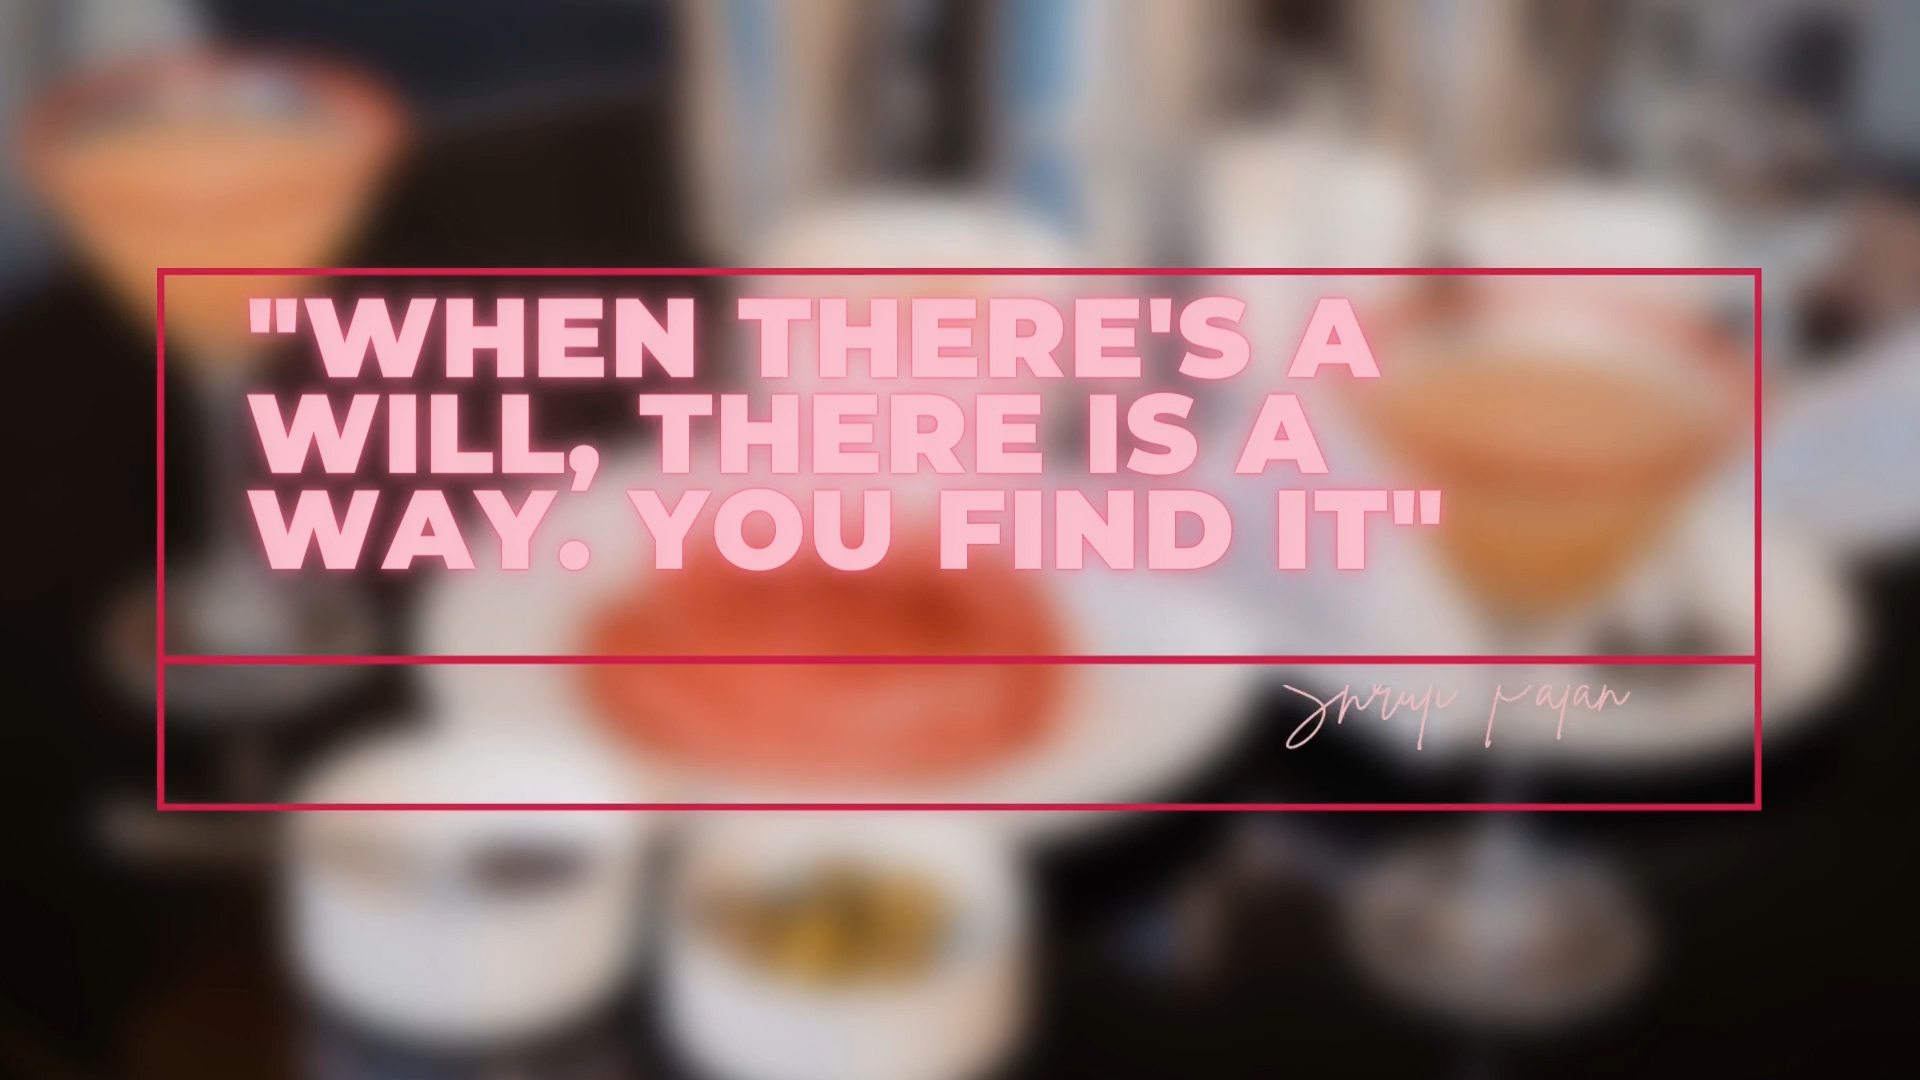 "WHEN THERE'S A
WILL, THERE IS A
WAY. YOU FIND IT"